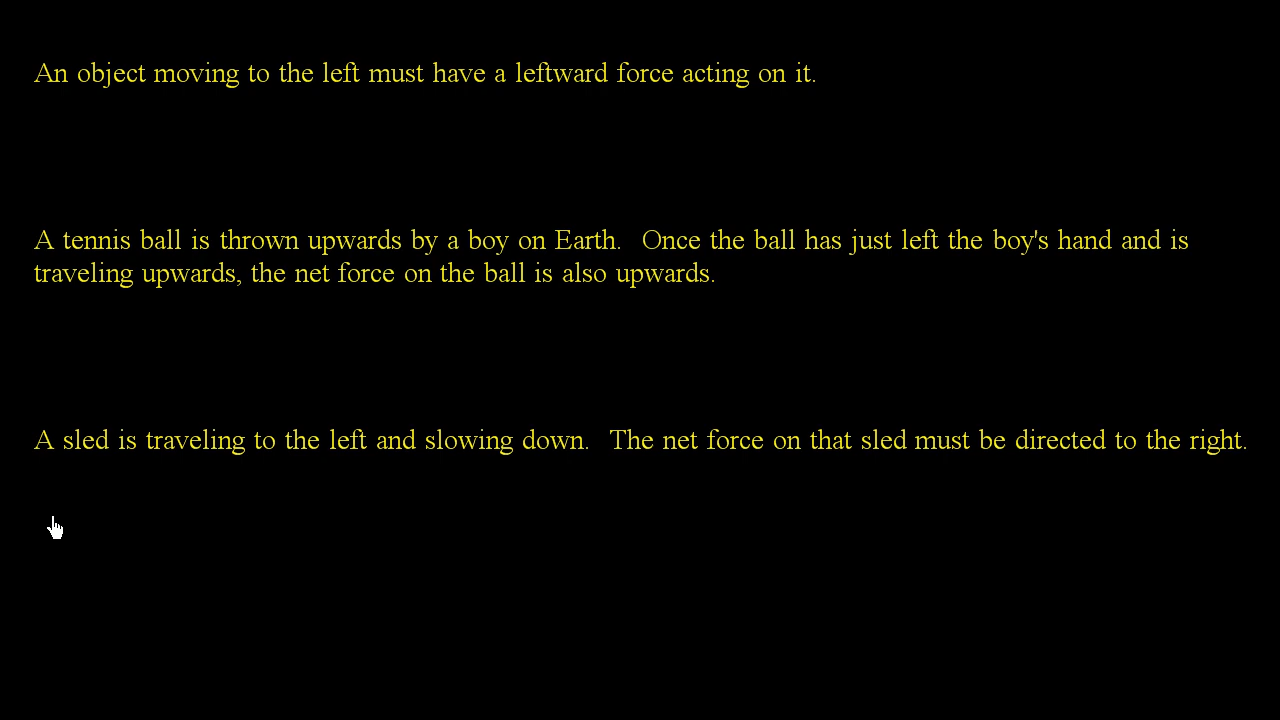 An object moving to the left must have a leftward force acting on it.
A tennis ball is thrown upwards by a boy on Earth.  Once the ball has just left the boy's hand and is
traveling upwards, the net force on the ball is also upwards.
A sled is traveling to the left and slowing down.  The net force on that sled must be directed to the right.